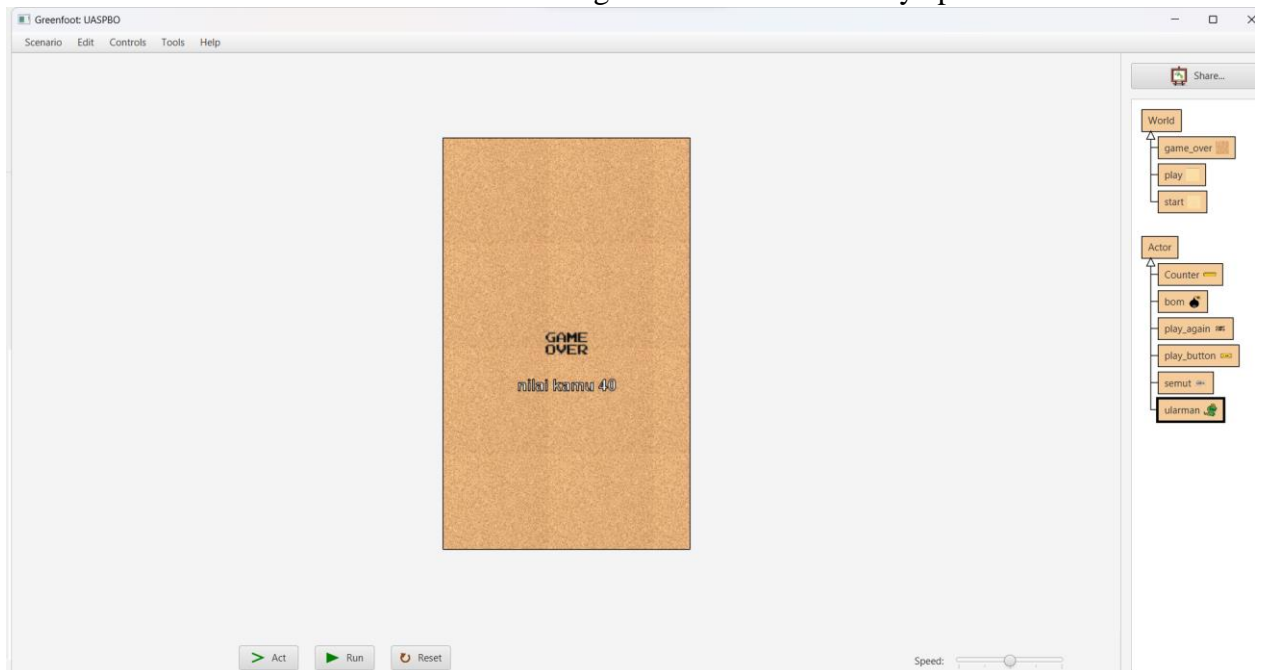 Greenfoot: UASPBO
Scenario Edit Controls Tools Help
Share...
World
game_over
play
start
Actor
Counter
bom
play_again
play_button
semut
ularman
GAME
OVER
nilai kamu 40
Act Run Reset Speed: